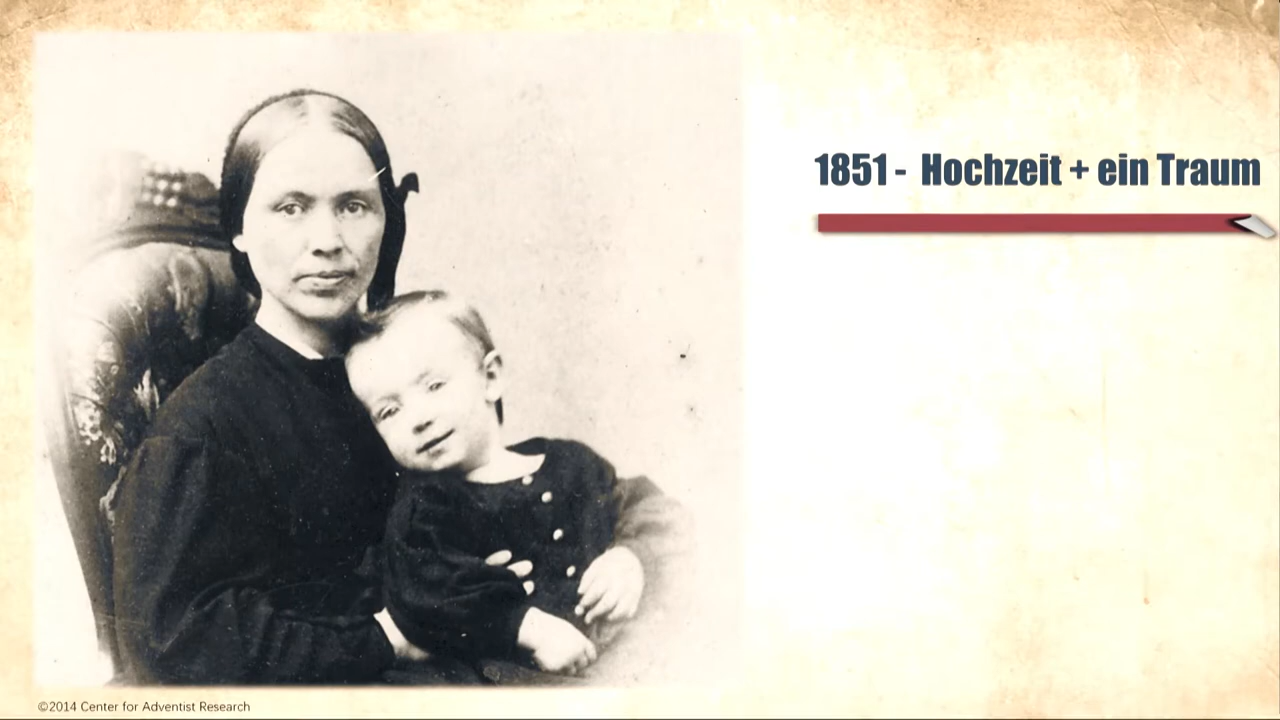 1851 - Hochzeit + ein Traum
©2014 Center for Adventist Research